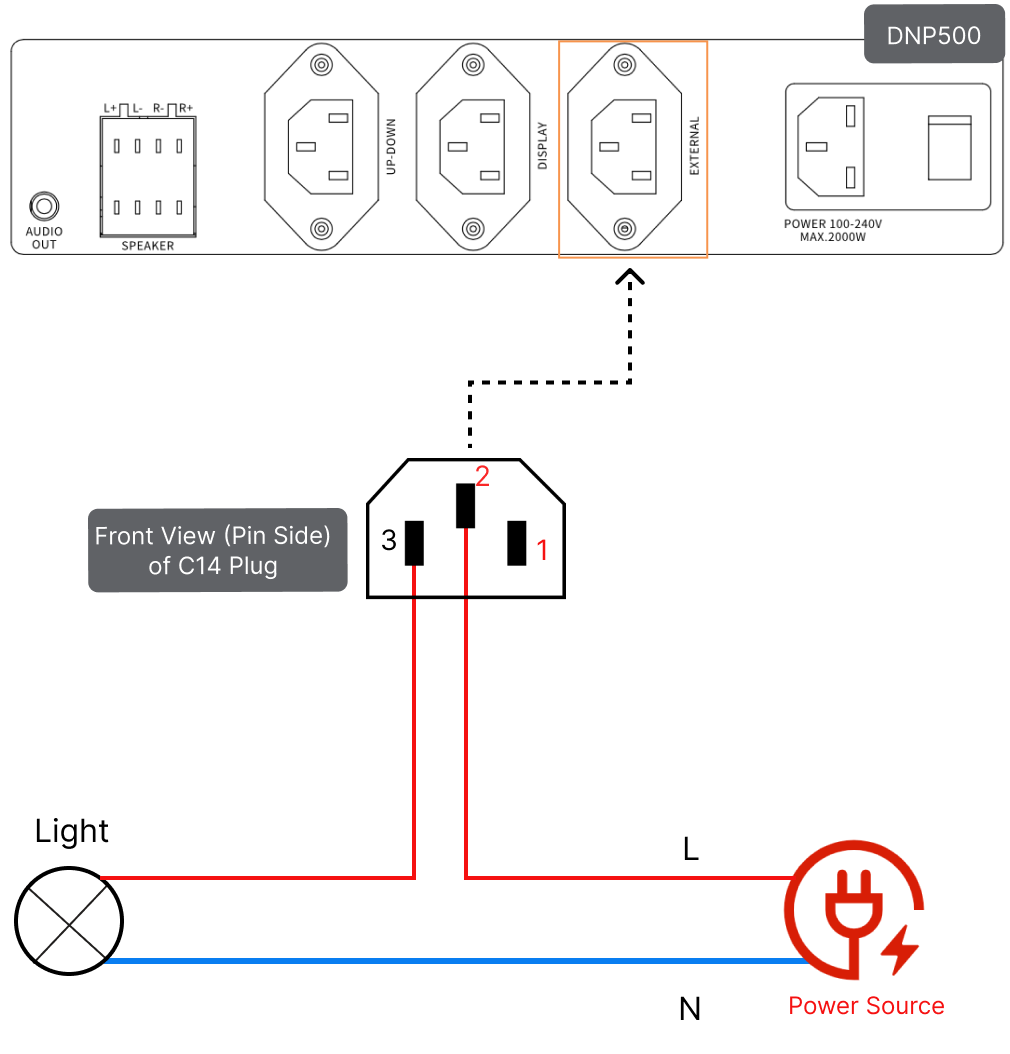 DNP500
L+ L- R- R+
AUDIO
OUT
SPEAKER
UP-DOWN
DISPLAY
EXTERNAL
POWER 100-240V
MAX.2000W
2
3
1
Front View (Pin Side)
of C14 Plug
Light
L
N
Power Source